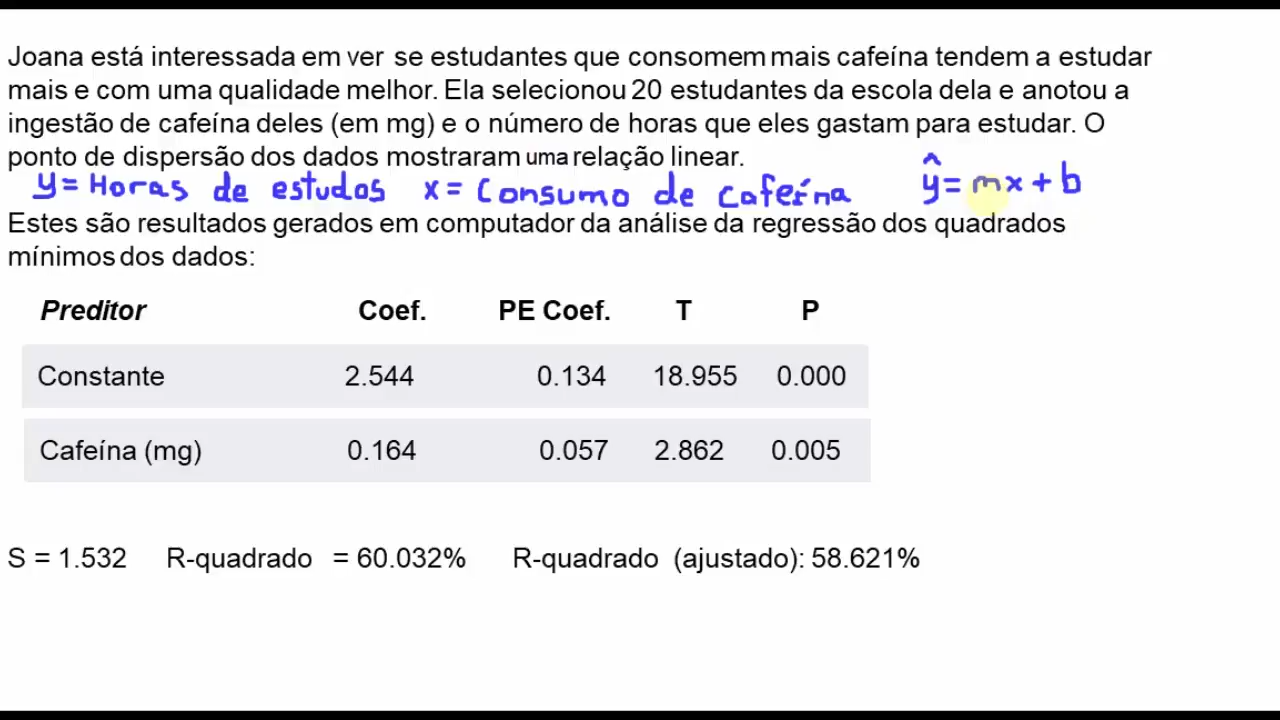 Joana está interessada em ver se estudantes que consomem mais cafeína tendem a estudar
mais e com uma qualidade melhor. Ela selecionou 20 estudantes da escola dela e anotou a
ingestão de cafeína deles (em mg) e o número de horas que eles gastam para estudar. O
ponto de dispersão dos dados mostraram uma relação linear.
y = Horas de estudos x = Consumo de cafeína ŷ = mx + b
Estes são resultados gerados em computador da análise da regressão dos quadrados
mínimos dos dados:
Preditor Coef. PE Coef. T P
Constante 2.544 0.134 18.955 0.000
Cafeína (mg) 0.164 0.057 2.862 0.005
S = 1.532 R-quadrado = 60.032% R-quadrado (ajustado): 58.621%